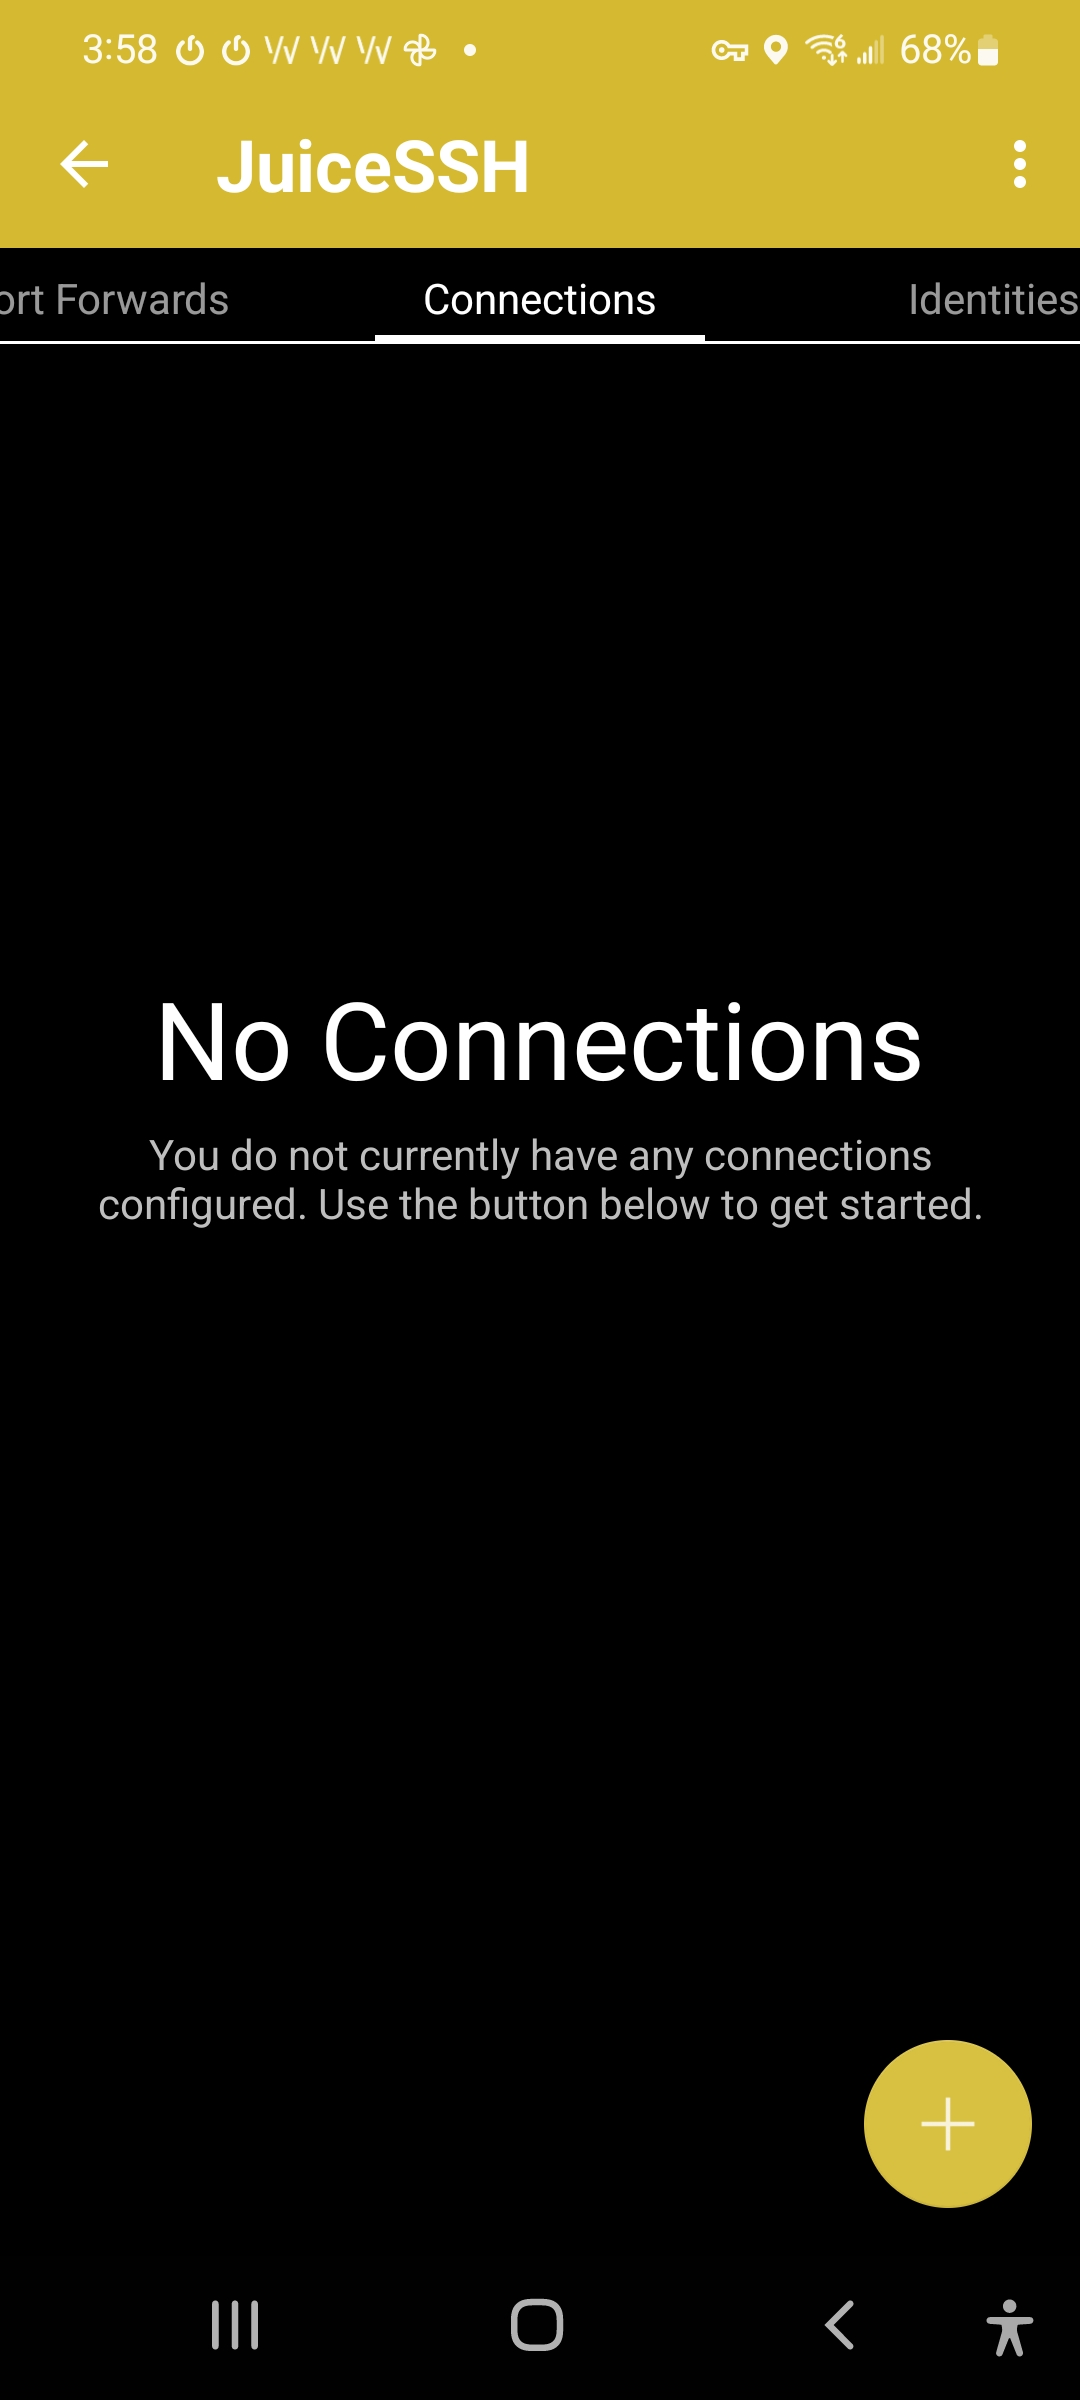 3:58
68%
JuiceSSH
ort Forwards
Connections
Identities
No Connections
You do not currently have any connections
configured. Use the button below to get started.